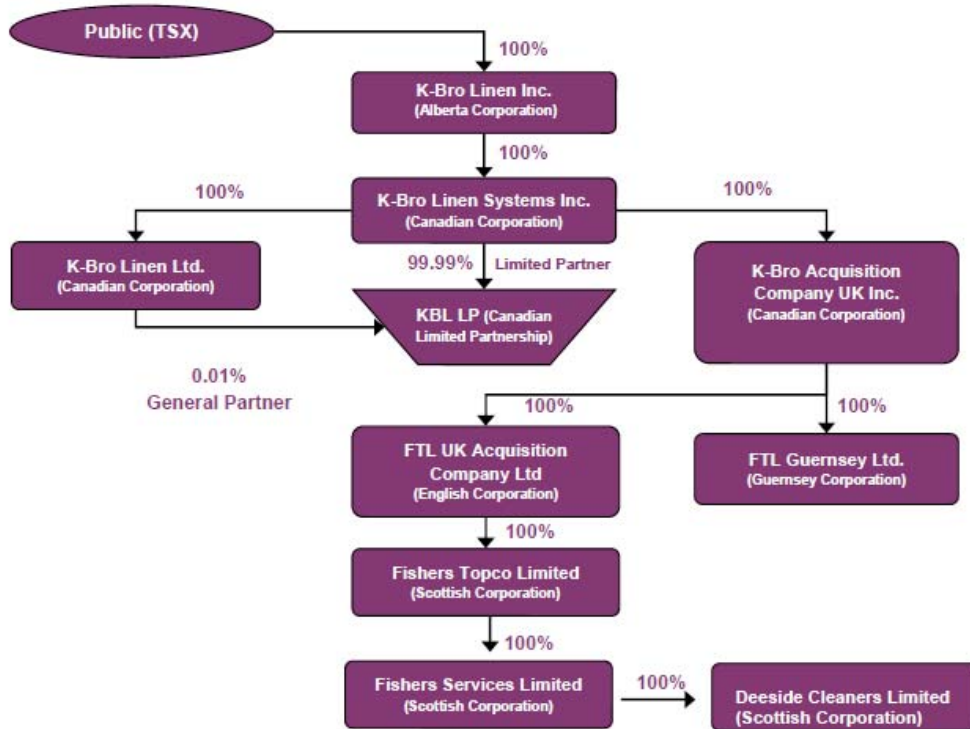 Public (TSX)
100%
K-Bro Linen Inc.
(Alberta Corporation)
100%
K-Bro Linen Systems Inc.
(Canadian Corporation)
100%
100%
K-Bro Linen Ltd.
(Canadian Corporation)
99.99% Limited Partner
KBL LP (Canadian
Limited Partnership)
K-Bro Acquisition
Company UK Inc.
(Canadian Corporation)
0.01%
General Partner
100%
100%
FTL UK Acquisition
Company Ltd
(English Corporation)
FTL Guernsey Ltd.
(Guernsey Corporation)
100%
Fishers Topco Limited
(Scottish Corporation)
100%
Fishers Services Limited
(Scottish Corporation)
100%
Deeside Cleaners Limited
(Scottish Corporation)